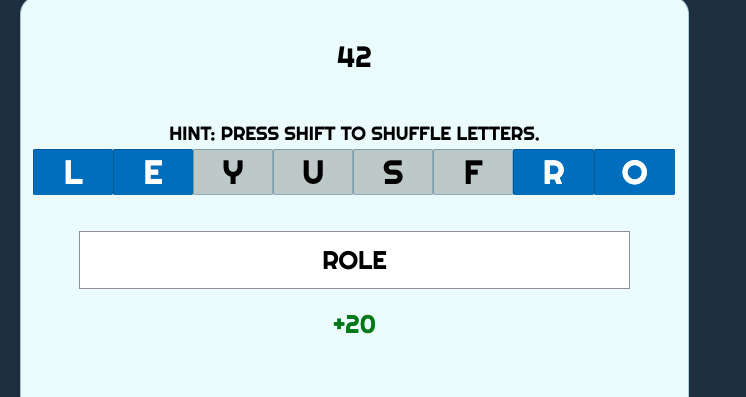 42
HINT: PRESS SHIFT TO SHUFFLE LETTERS.
L E Y U S F R O
ROLE
+20